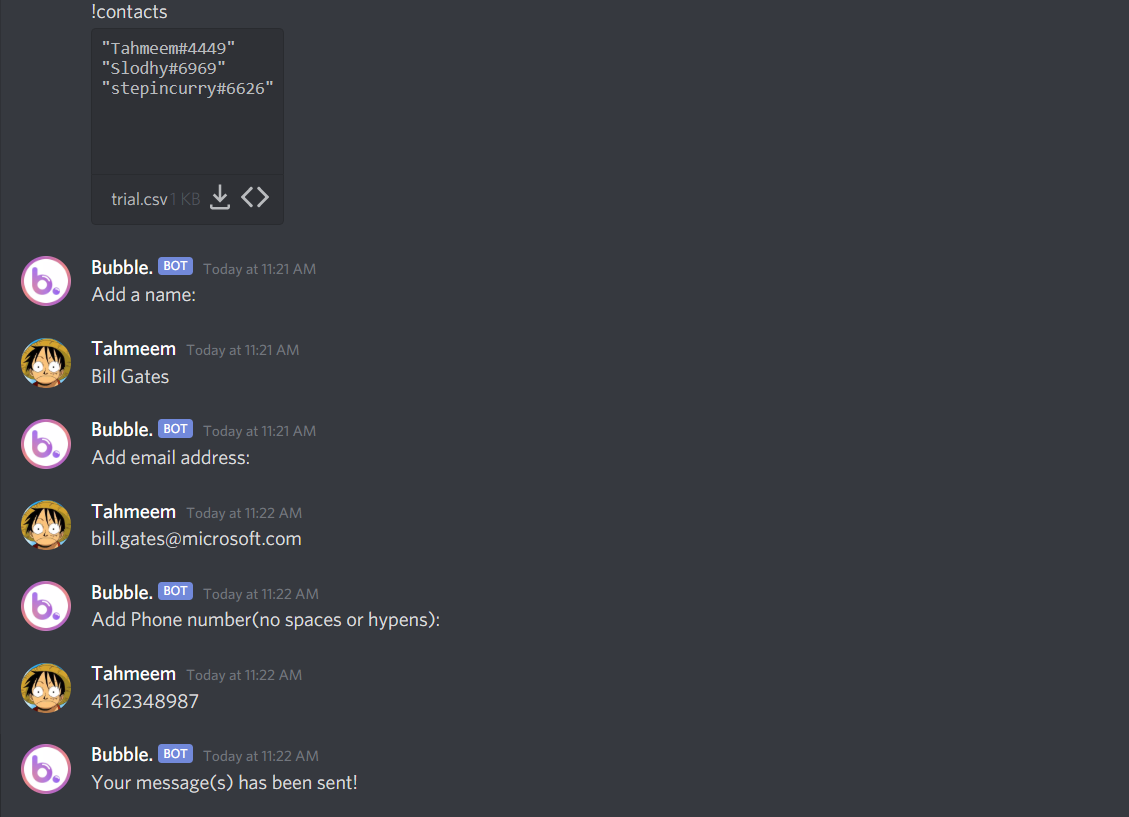 !contacts
"Tahmeem#4449"
"Slodhy#6969"
"stepincurry#6626"
trial.csv 1 KB
b.
Bubble. BOT Today at 11:21 AM
Add a name:
Tahmeem Today at 11:21 AM
Bill Gates
b.
Bubble. BOT Today at 11:21 AM
Add email address:
Tahmeem Today at 11:22 AM
bill.gates@microsoft.com
b.
Bubble. BOT Today at 11:22 AM
Add Phone number(no spaces or hypens):
Tahmeem Today at 11:22 AM
4162348987
b.
Bubble. BOT Today at 11:22 AM
Your message(s) has been sent!